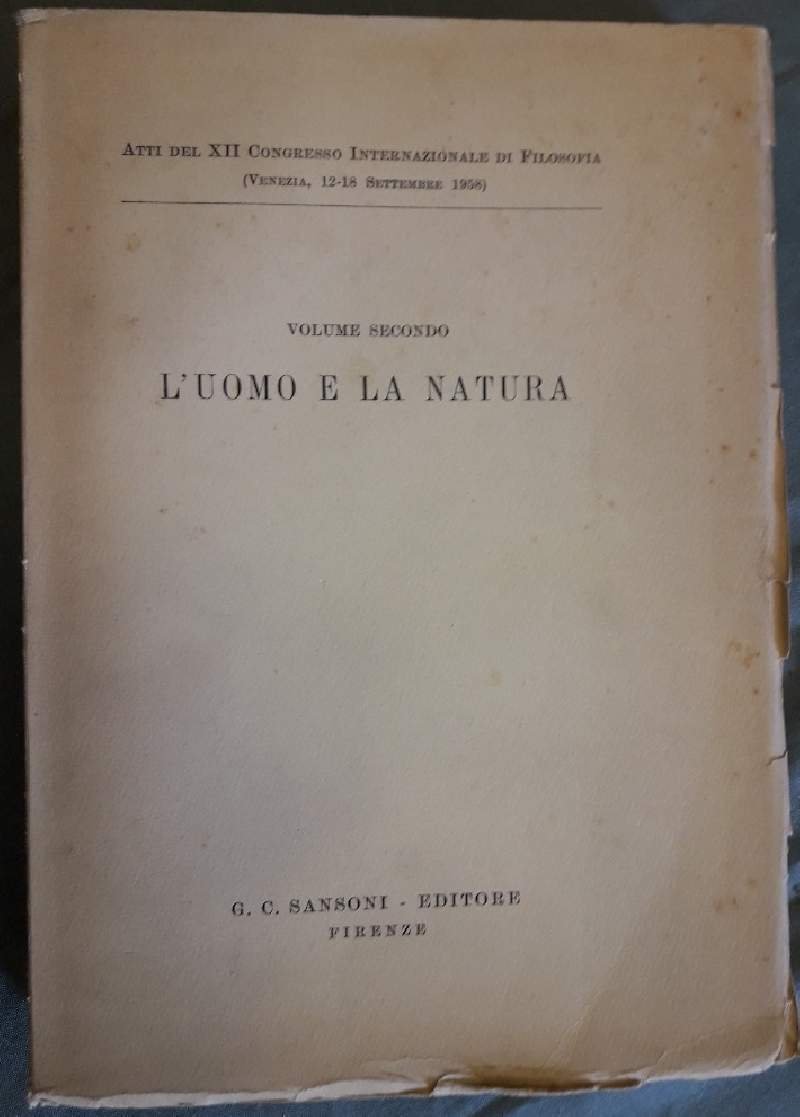 Atti del XII Congresso Internazionale di Filosofia
(Venezia, 12-18 Settembre 1958)
VOLUME SECONDO
L'UOMO E LA NATURA
G. C. SANSONI - EDITORE
FIRENZE